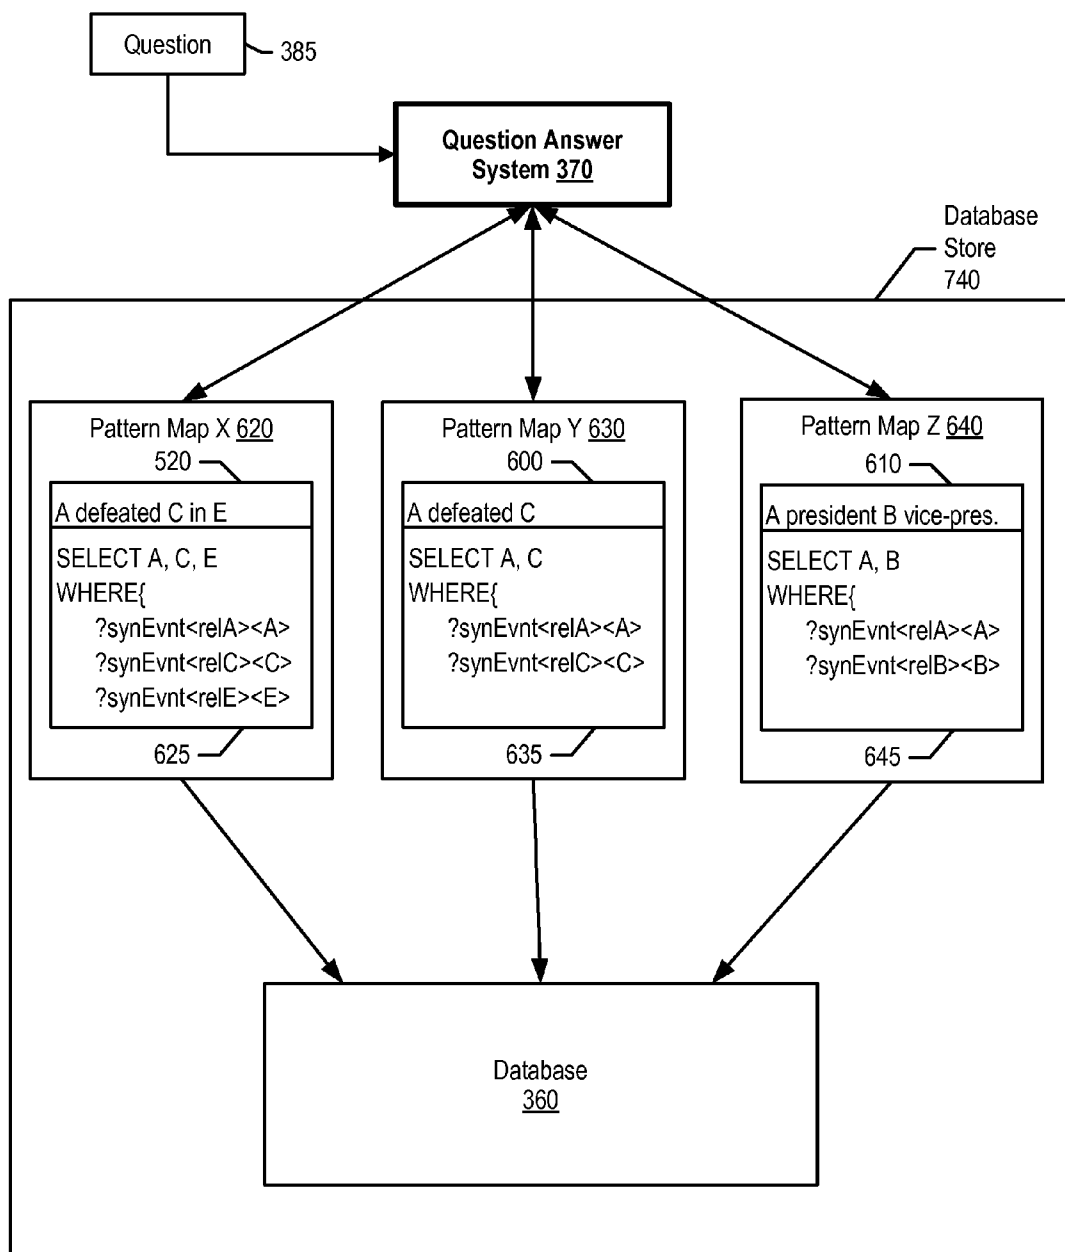 Question
385
Question Answer
System 370
Database
Store
740
Pattern Map X 620
520
A defeated C in E
SELECT A, C, E
WHERE{
?synEvnt<relA><A>
?synEvnt<relC><C>
?synEvnt<relE><E>
625
Pattern Map Y 630
600
A defeated C
SELECT A, C
WHERE{
?synEvnt<relA><A>
?synEvnt<relC><C>
635
Pattern Map Z 640
610
A president B vice-pres.
SELECT A, B
WHERE{
?synEvnt<relA><A>
?synEvnt<relB><B>
645
Database
360